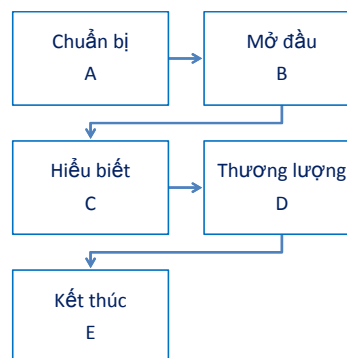 Chuẩn bị
A
Mở đầu
B
Hiểu biết
C
Thương lượng
D
Kết thúc
E